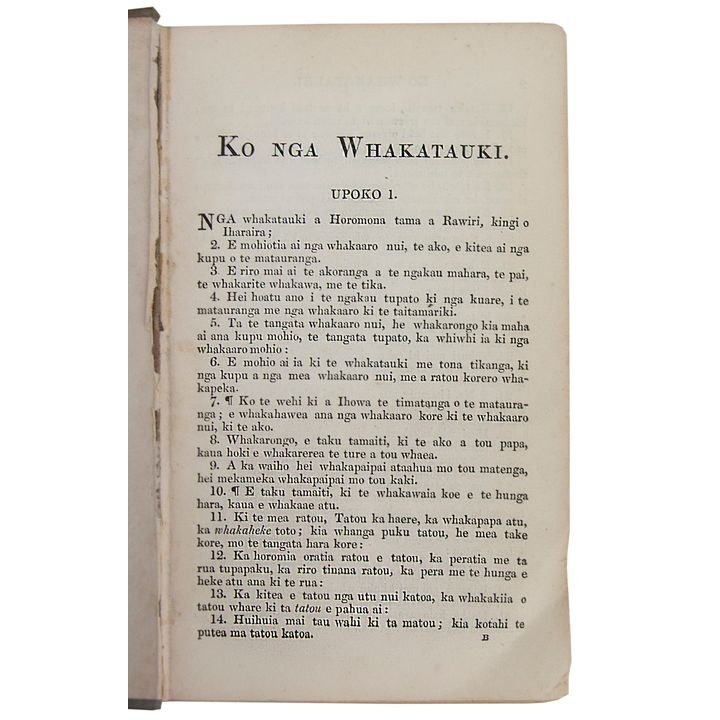 KO NGA WHAKATAUKI.
UPOKO 1.
NGA whakatauki a Horomona tama a Rawiri, kingi o
Iharaira;
2. E mohiotia ai nga whakaaro nui, te ako, e kitea ai nga
kupu o te matauranga.
3. E riro mai ai te akoranga a te ngakau mahara, te pai,
te whakarite whakawa, me te tika.
4. Hei hoatu ano i te ngakau tupato ki nga kuare, i te
matauranga me nga whakaaro ki te taitamariki.
5. Ta te tangata whakaaro nui, he whakarongo kia maha
ai ana kupu mohio, te tangata tupato, ka whiwhi ia ki nga
whakaaro mohio:
6. E mohio ai ia ki te whakatauki me tona tikanga, ki
nga kupu a nga mea whakaaro nui, me a ratou korero wha-
kapeka.
7. ¶ Ko te wehi ki a Ihowa te timatanga o te mataura-
nga; e whakahawea ana nga whakaaro kore ki te whakaaro
nui, ki te ako.
8. Whakarongo, e taku tamaiti, ki te ako a tou papa,
kaua hoki e whakarerea te ture a tou whaea.
9. A ka waiho hei whakapaipai ataahua mo tou matenga,
hei mekameka whakapaipai mo tou kaki.
10. ¶ E taku tamaiti, ki te whakawaia koe e te hunga
hara, kaua e whakaae atu.
11. Ki te mea ratou, Tatou ka haere, ka whakapapa atu,
ka whakaheke toto; kia whanga puku tatou, he mea take
kore, mo te tangata hara kore:
12. Ka horomia oratia ratou e tatou, ka peratia me ta
rua tupapaku, ka riro tinana ratou, ka pera me te hunga e
heke atu ana ki te rua:
13. Ka kitea e tatou nga utu nui katoa, ka whakakiia o
tatou whare ki ta tatou e pahua ai:
14. Huihuia mai tau wahi ki ta matou; kia kotahi te
putea ma tatou katoa.
B